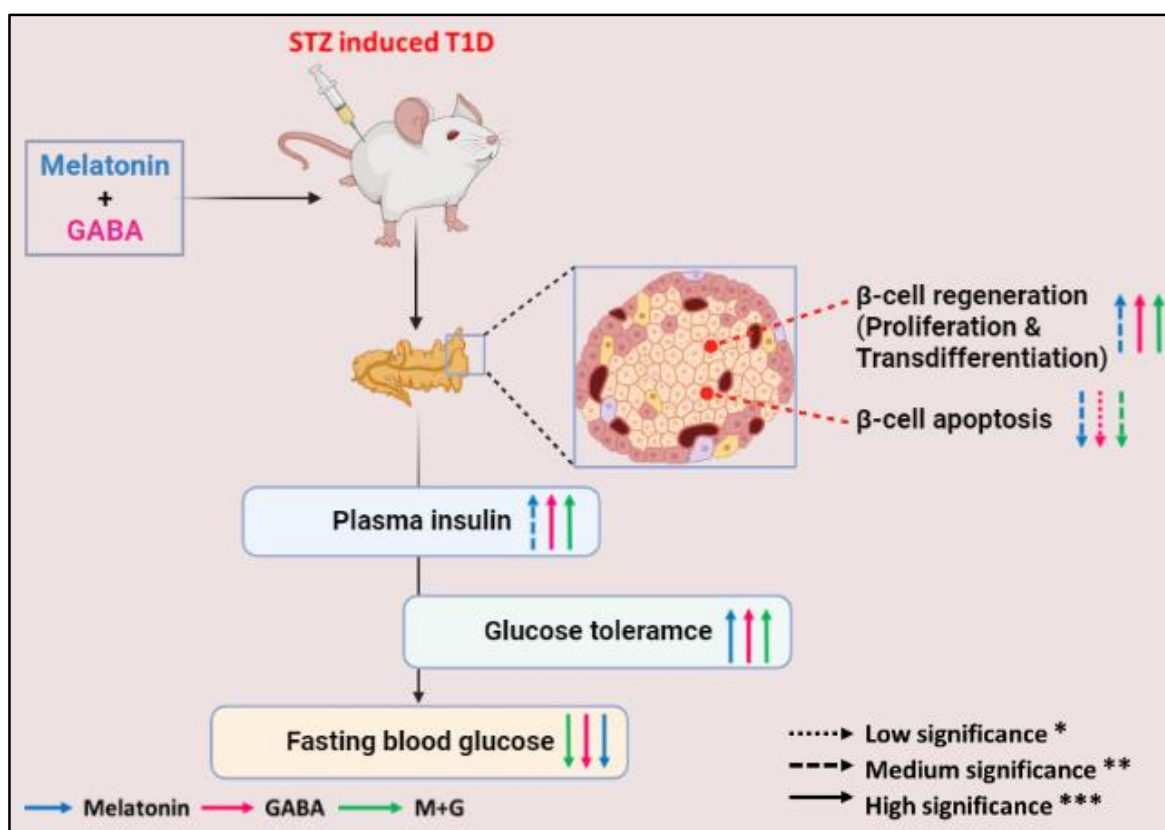 STZ induced T1D
Melatonin
+
GABA
β-cell regeneration
(Proliferation &
Transdifferentiation)
β-cell apoptosis
Plasma insulin
Glucose toleramce
Fasting blood glucose
Low significance *
Medium significance **
High significance ***
Melatonin GABA M+G